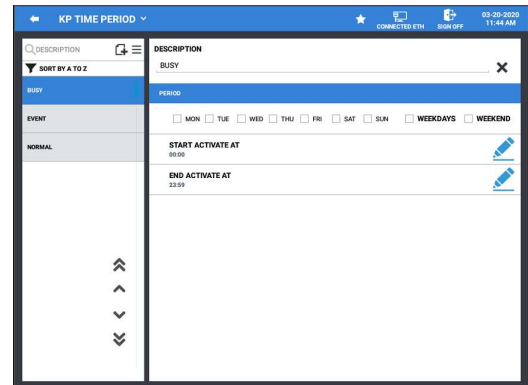 KP TIME PERIOD
CONNECTED ETH
SIGN OFF
03-20-2020
11:44 AM
DESCRIPTION
SORT BY A TO Z
BUSY
EVENT
NORMAL
DESCRIPTION
BUSY
PERIOD
MON TUE WED THU FRI SAT SUN WEEKDAYS WEEKEND
START ACTIVATE AT
00:00
END ACTIVATE AT
23:59